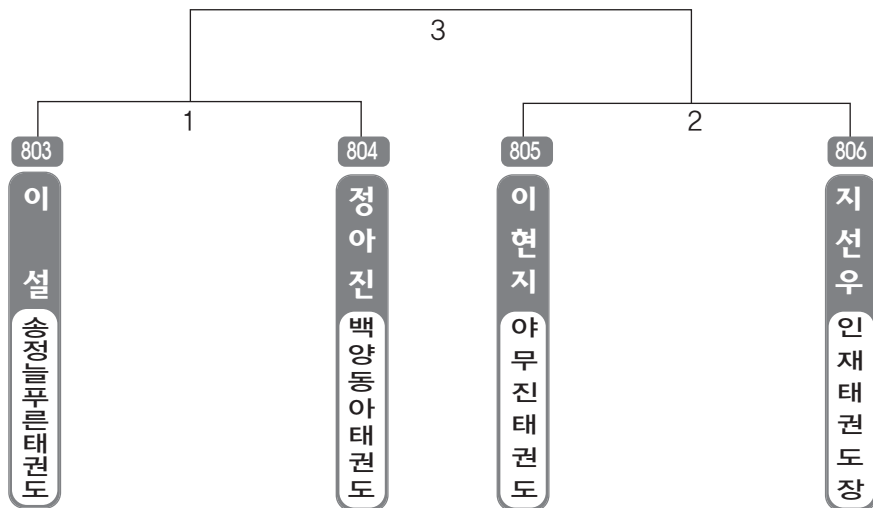 3
1
2
803
804
805
806
이 설
정아진
이현지
지선우
송정늘푸른태권도
백양동아태권도
야무진태권도
인재태권도장